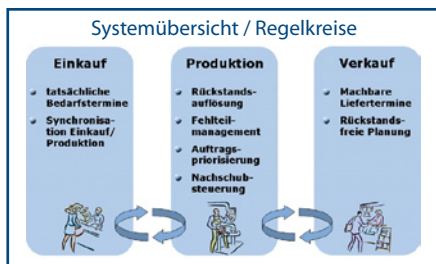 Systemübersicht / Regelkreise
Einkauf
tatsächliche
Bedarfstermine
Synchronisa-
tion Einkauf/
Produktion
Produktion
Rückstands-
auflösung
Fehlteil-
management
Auftrags-
priorisierung
Nachschub-
steuerung
Verkauf
Machbare
Liefertermine
Rückstands-
freie Planung